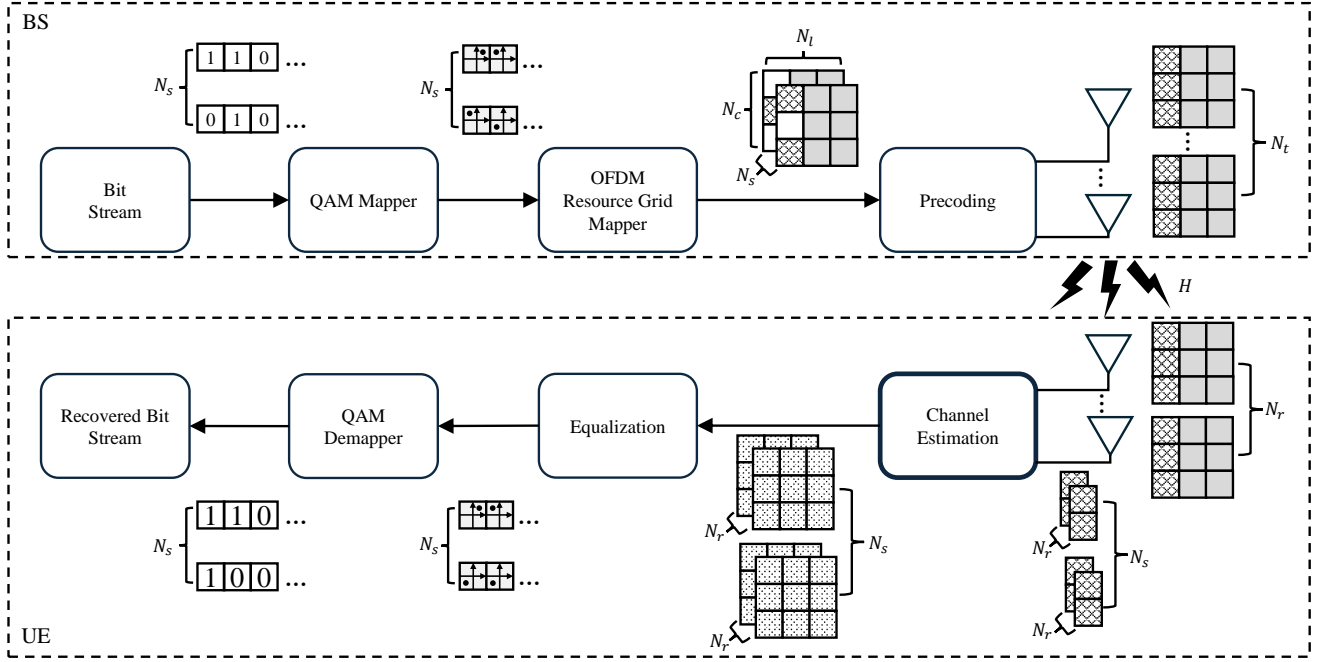 BS
N_s
1 1 0 ...
0 1 0 ...
N_s
...
...
N_l
N_c
N_s
N_t
Bit
Stream
QAM Mapper
OFDM
Resource Grid
Mapper
Precoding
H
Recovered Bit
Stream
QAM
Demapper
Equalization
Channel
Estimation
N_r
N_s
1 1 0 ...
1 0 0 ...
N_s
...
...
N_r
N_s
N_r
N_r
N_s
N_r
UE